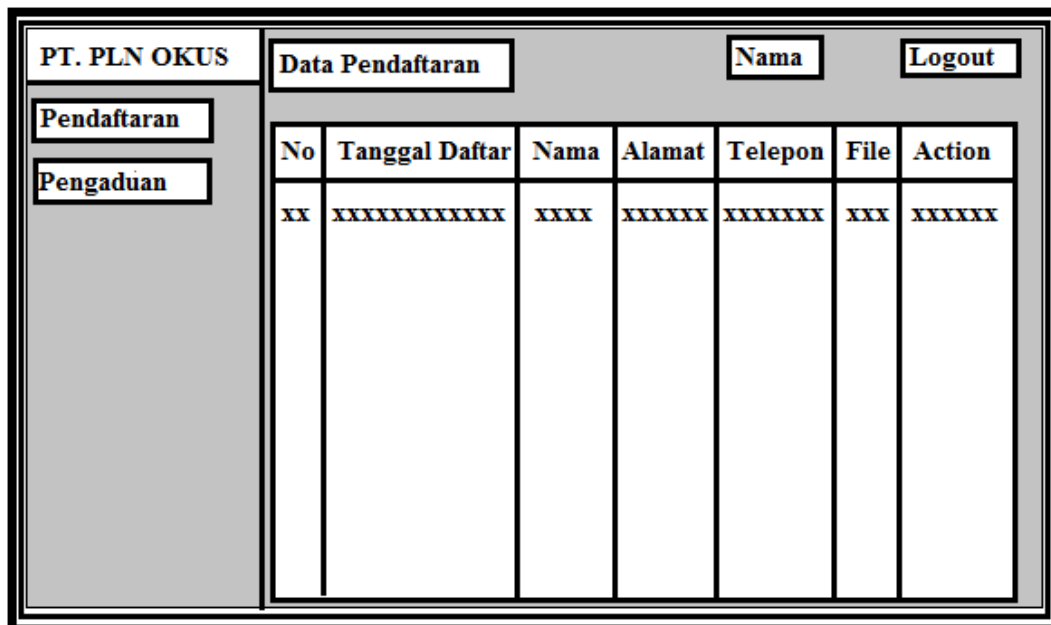 PT. PLN OKUS
Pendaftaran
Pengaduan
Data Pendaftaran
Nama
Logout
No Tanggal Daftar Nama Alamat Telepon File Action
xx xxxxxxxxxxxx xxxx xxxxxx xxxxxxx xxx xxxxxx